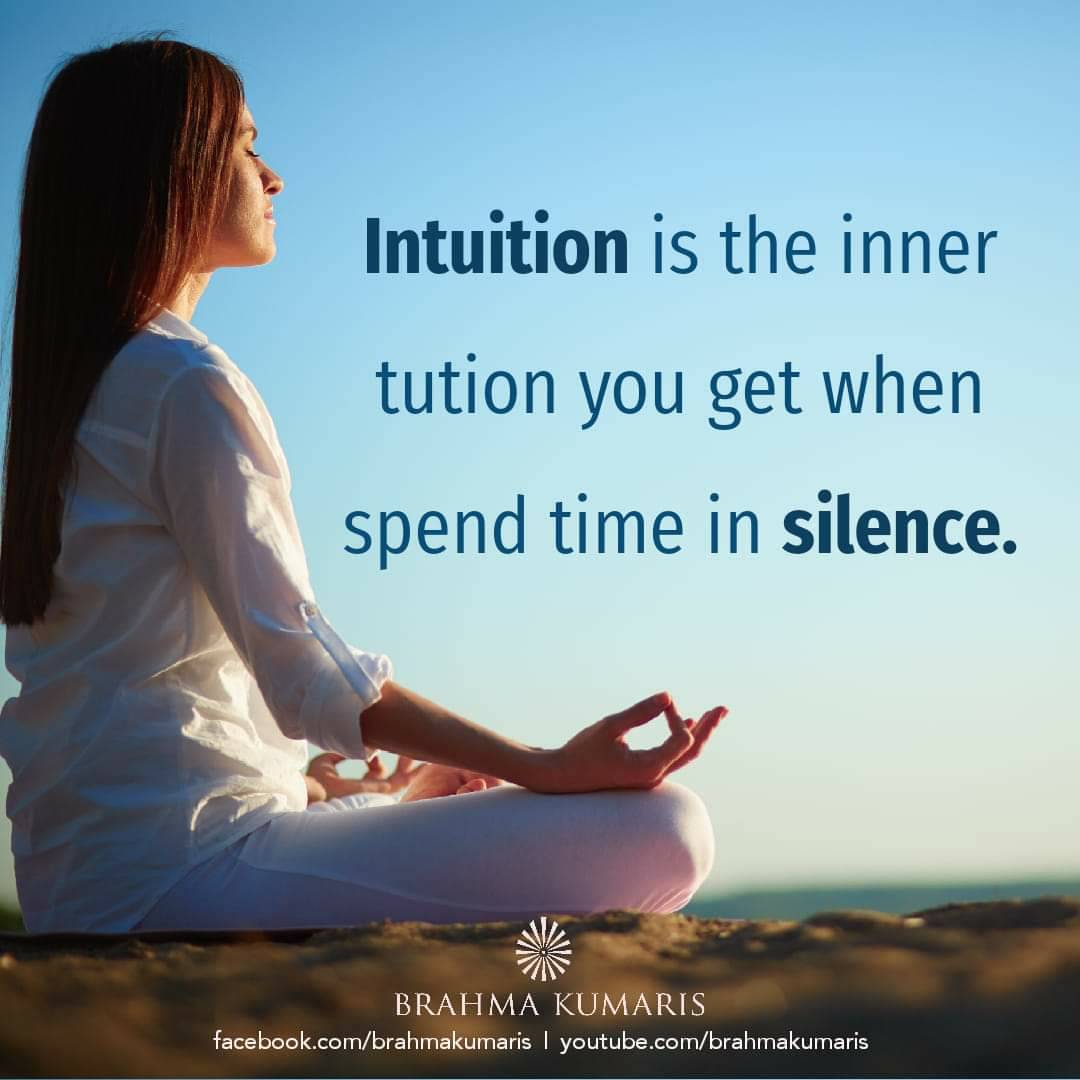 Intuition is the inner
tution you get when
spend time in silence.
BRAHMA KUMARIS
facebook.com/brahmakumaris | youtube.com/brahmakumaris